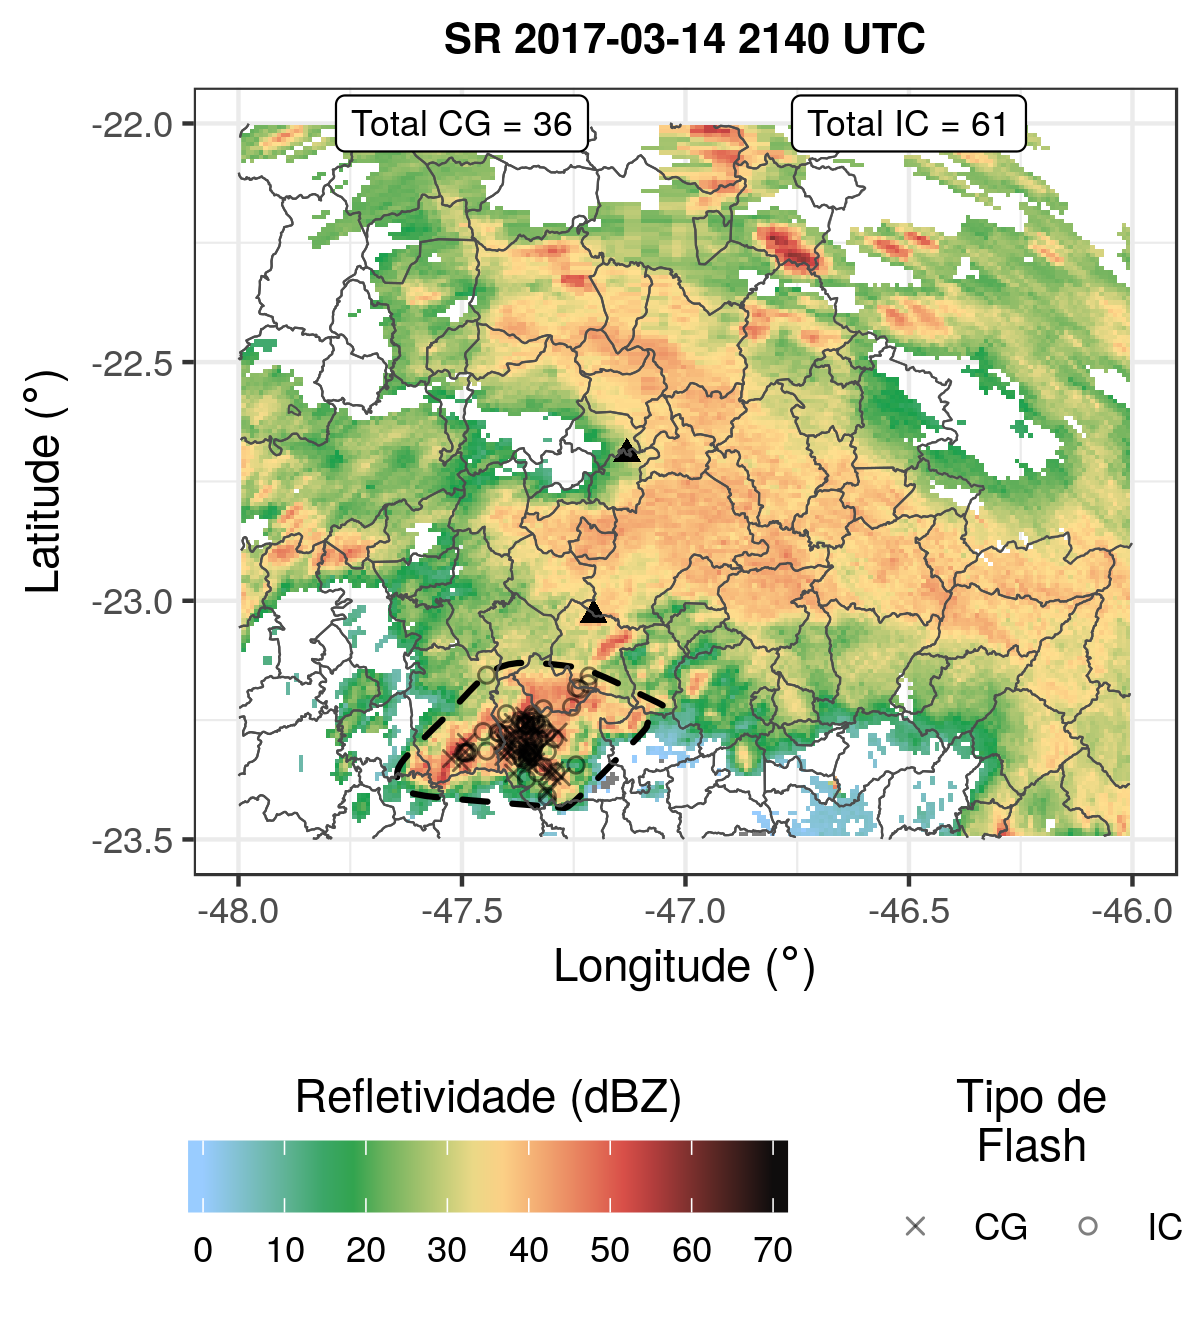 SR 2017-03-14 2140 UTC
Total CG = 36
Total IC = 61
Latitude (°)
-22.0
-22.5
-23.0
-23.5
-48.0 -47.5 -47.0 -46.5 -46.0
Longitude (°)
Refletividade (dBZ)
0 10 20 30 40 50 60 70
Tipo de
Flash
CG IC